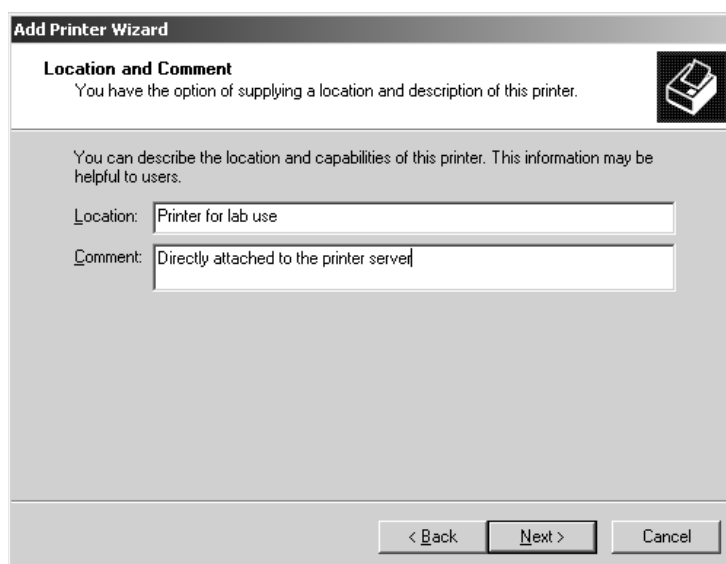 Add Printer Wizard
Location and Comment
You have the option of supplying a location and description of this printer.
You can describe the location and capabilities of this printer. This information may be
helpful to users.
Location: Printer for lab use
Comment: Directly attached to the printer server
< Back Next > Cancel